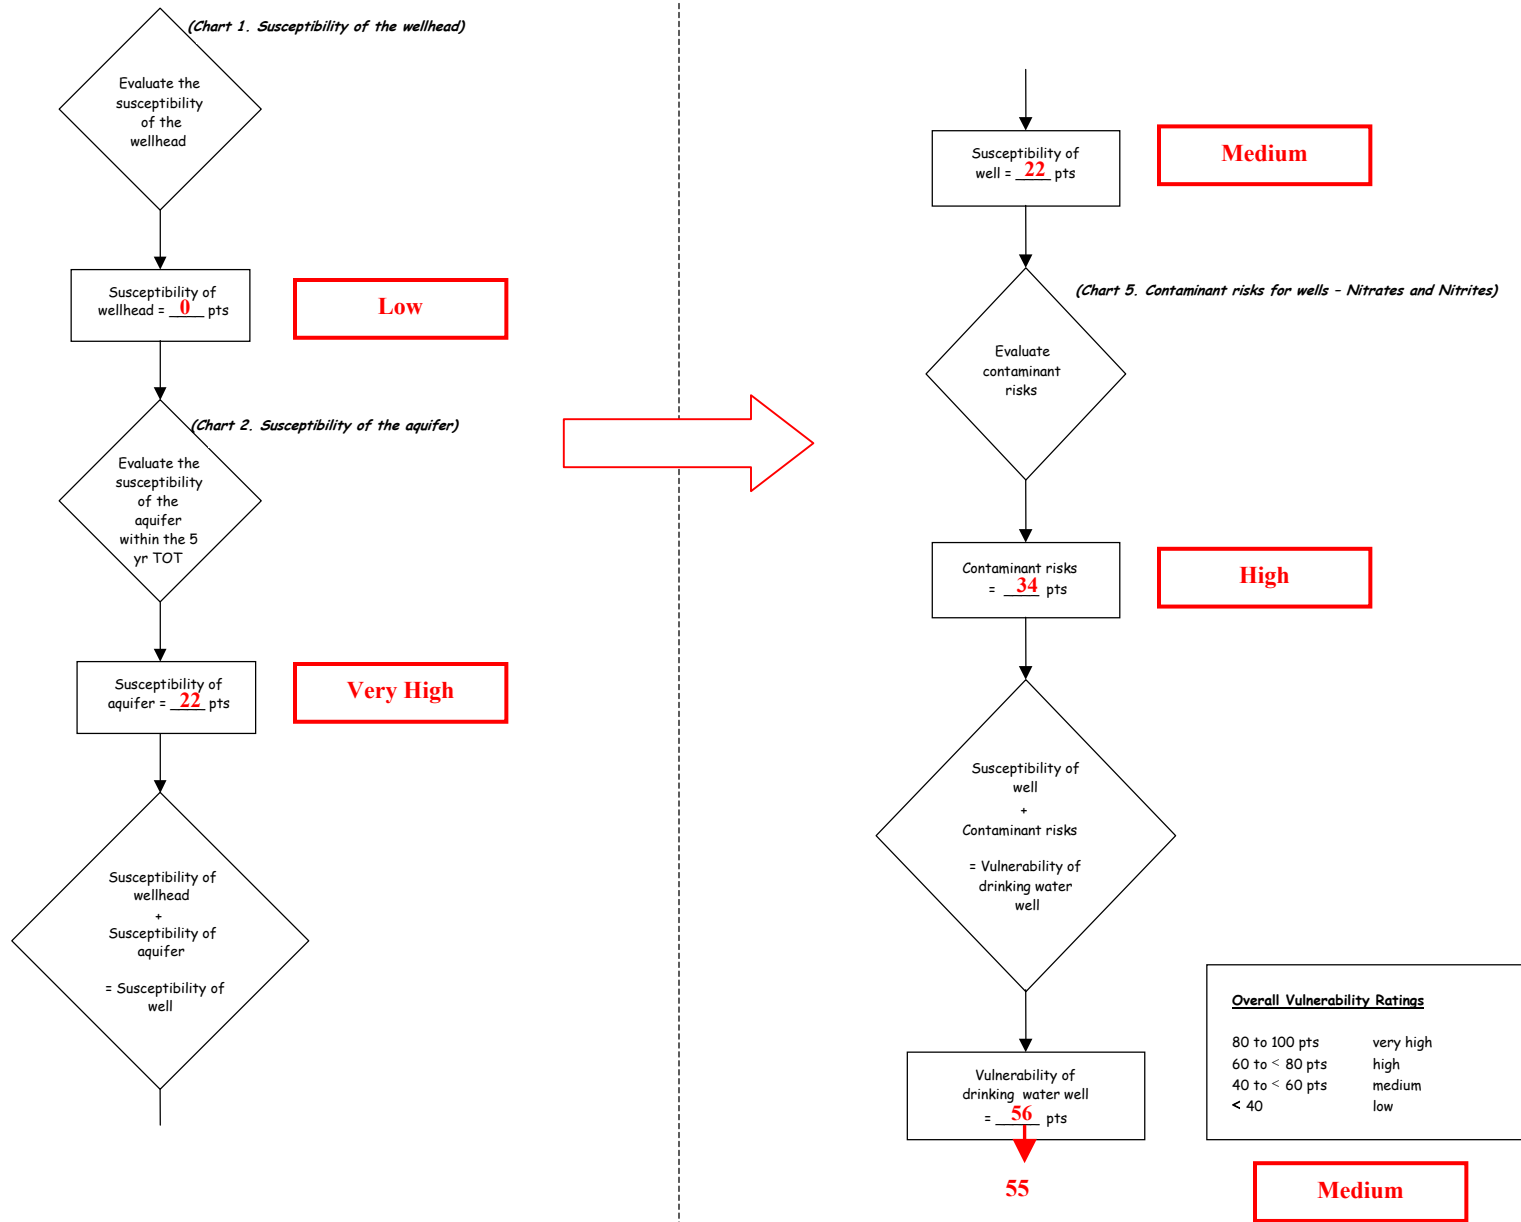 (Chart 1. Susceptibility of the wellhead)
Evaluate the
susceptibility
of the
wellhead
Susceptibility of
wellhead = 0 pts
Low
(Chart 2. Susceptibility of the aquifer)
Evaluate the
susceptibility
of the
aquifer
within the 5
yr TOT
Susceptibility of
aquifer = 22 pts
Very High
Susceptibility of
wellhead
+
Susceptibility of
aquifer
= Susceptibility of
well
Susceptibility of
well = 22 pts
Medium
(Chart 5. Contaminant risks for wells – Nitrates and Nitrites)
Evaluate
contaminant
risks
Contaminant risks
= 34 pts
High
Susceptibility of
well
+
Contaminant risks
= Vulnerability of
drinking water
well
Vulnerability of
drinking water well
= 56 pts
55
Overall Vulnerability Ratings
80 to 100 pts very high
60 to < 80 pts high
40 to < 60 pts medium
< 40 low
Medium